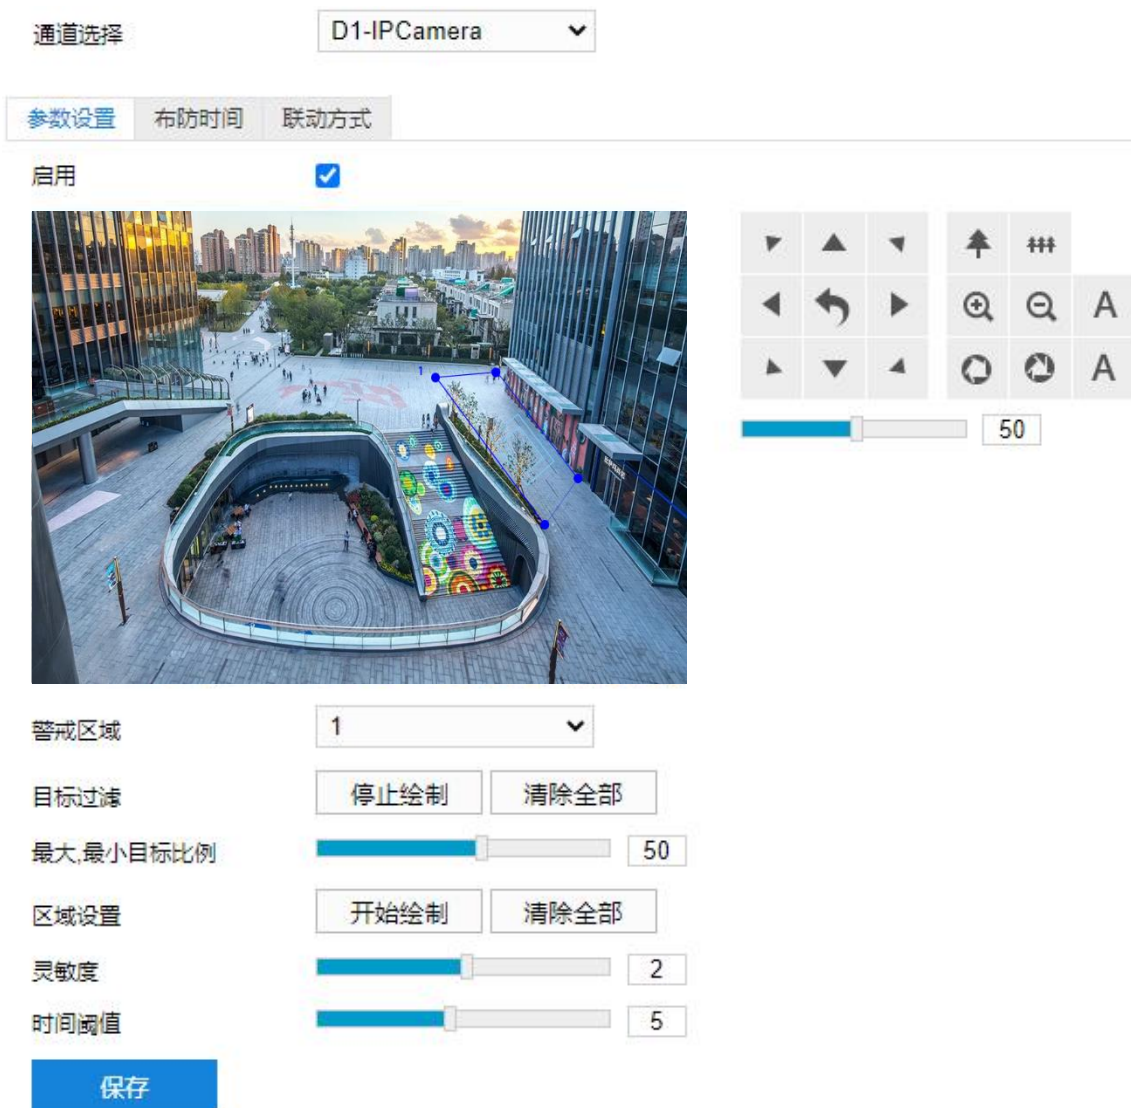 通道选择 D1-IPCamera
参数设置 布防时间 联动方式
启用
1
A
A
50
警戒区域 1
目标过滤 停止绘制 清除全部
最大,最小目标比例 50
区域设置 开始绘制 清除全部
灵敏度 2
时间阈值 5
保存